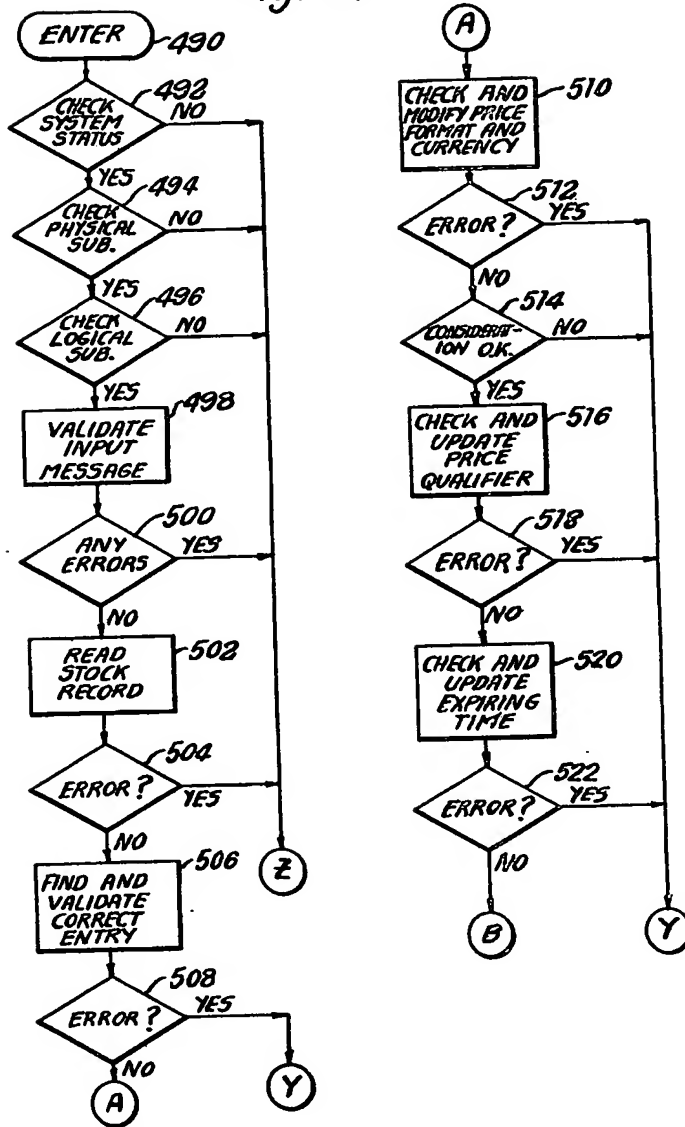 ENTER
490
CHECK
SYSTEM
STATUS
492
NO
YES
CHECK
PHYSICAL
SUB.
494
NO
YES
CHECK
LOGICAL
SUB.
496
NO
YES
VALIDATE
INPUT
MESSAGE
498
ANY
ERRORS
500
YES
NO
READ
STOCK
RECORD
502
ERROR?
504
YES
NO
Z
FIND AND
VALIDATE
CORRECT
ENTRY
506
ERROR?
508
YES
NO
A
Y
A
CHECK AND
MODIFY PRICE
FORMAT AND
CURRENCY
510
ERROR?
512
YES
NO
CONSIDERAT-
ION O.K.
514
NO
YES
CHECK AND
UPDATE
PRICE
QUALIFIER
516
ERROR?
518
YES
NO
CHECK AND
UPDATE
EXPIRING
TIME
520
ERROR?
522
YES
NO
B
Y